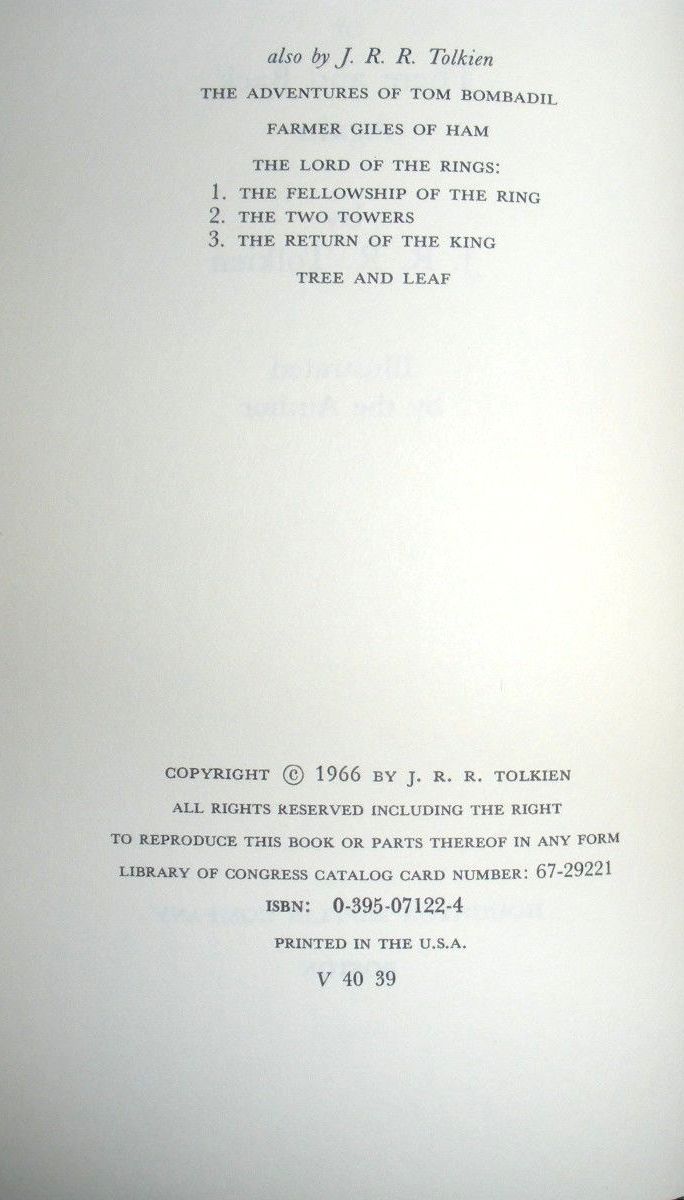 also by J. R. R. Tolkien
THE ADVENTURES OF TOM BOMBADIL
FARMER GILES OF HAM
THE LORD OF THE RINGS:
1. THE FELLOWSHIP OF THE RING
2. THE TWO TOWERS
3. THE RETURN OF THE KING
TREE AND LEAF
COPYRIGHT © 1966 BY J. R. R. TOLKIEN
ALL RIGHTS RESERVED INCLUDING THE RIGHT
TO REPRODUCE THIS BOOK OR PARTS THEREOF IN ANY FORM
LIBRARY OF CONGRESS CATALOG CARD NUMBER: 67-29221
ISBN: 0-395-07122-4
PRINTED IN THE U.S.A.
V 40 39